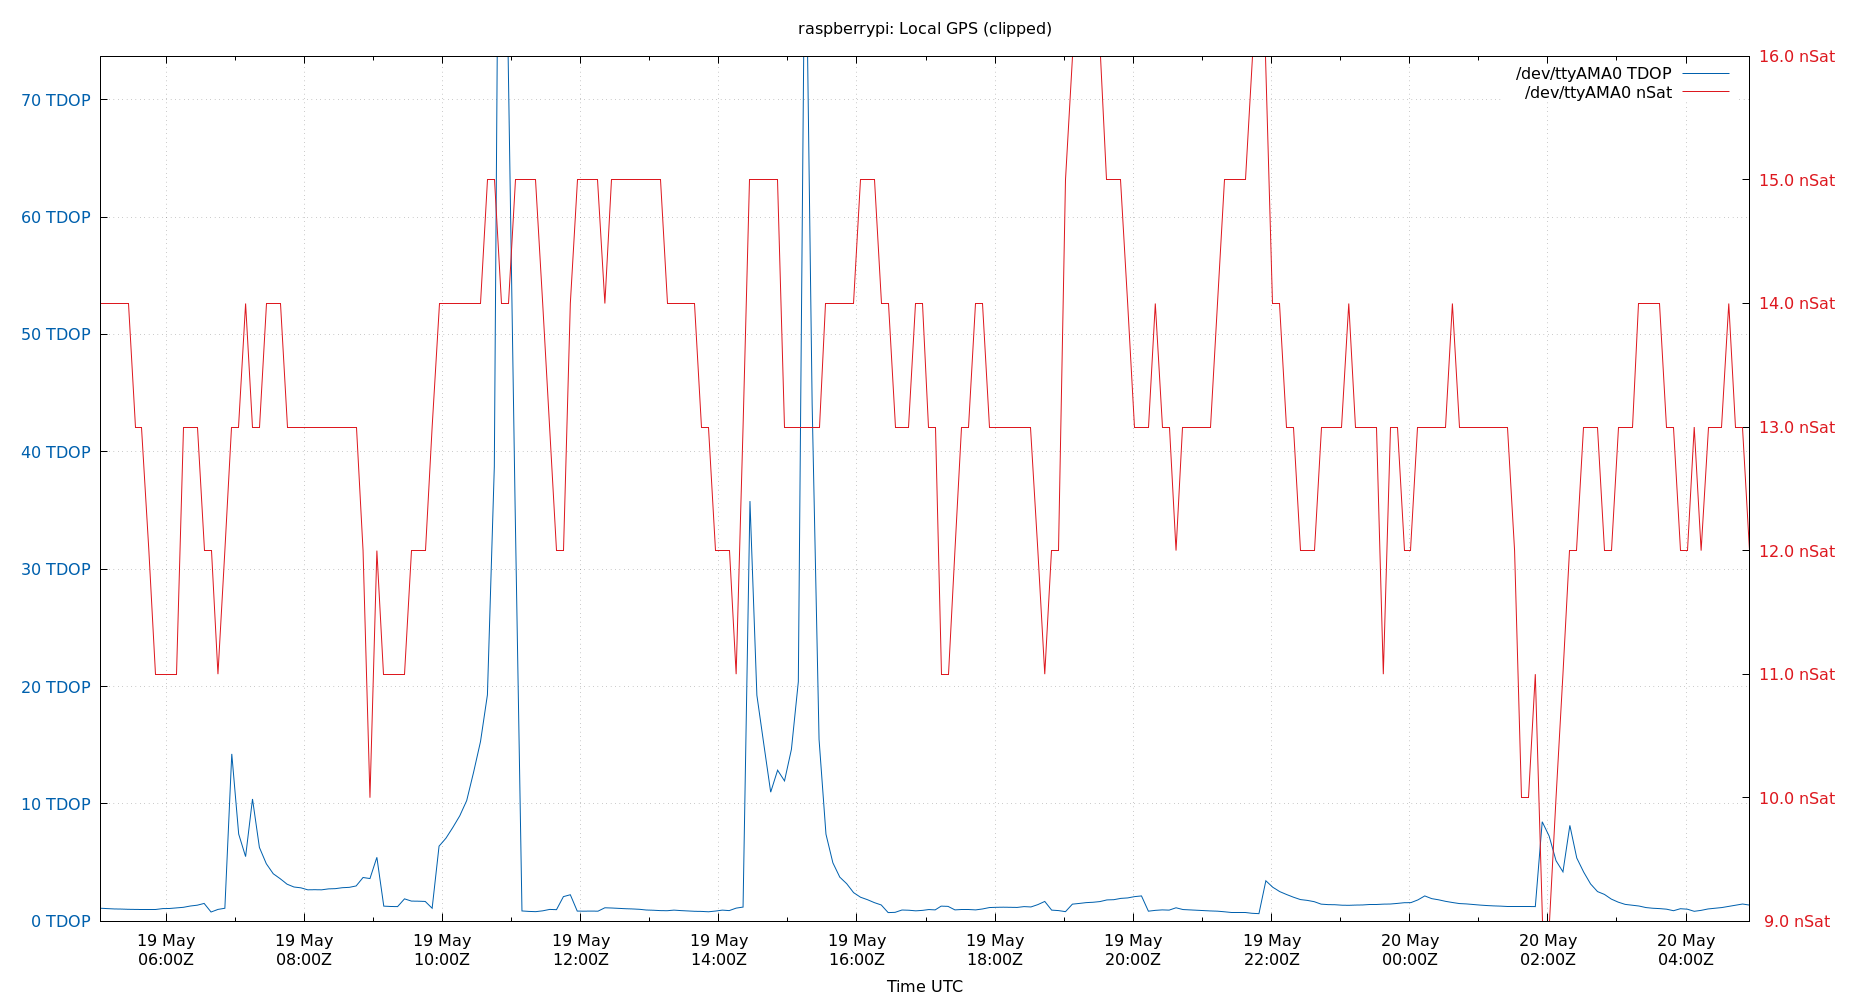 raspberrypi: Local GPS (clipped)
/dev/ttyAMA0 TDOP
/dev/ttyAMA0 nSat
70 TDOP
60 TDOP
50 TDOP
40 TDOP
30 TDOP
20 TDOP
10 TDOP
0 TDOP
16.0 nSat
15.0 nSat
14.0 nSat
13.0 nSat
12.0 nSat
11.0 nSat
10.0 nSat
9.0 nSat
19 May
06:00Z
19 May
08:00Z
19 May
10:00Z
19 May
12:00Z
19 May
14:00Z
19 May
16:00Z
19 May
18:00Z
19 May
20:00Z
19 May
22:00Z
20 May
00:00Z
20 May
02:00Z
20 May
04:00Z
Time UTC